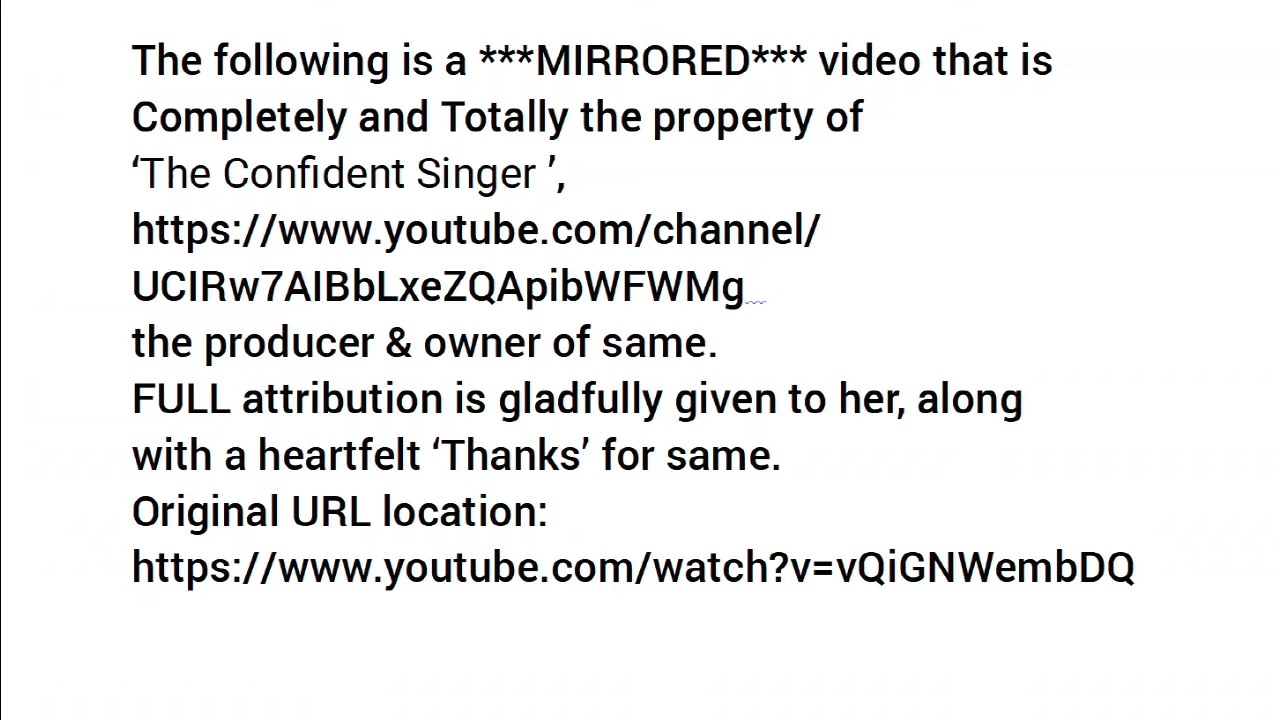 The following is a ***MIRRORED*** video that is
Completely and Totally the property of
‘The Confident Singer ’,
https://www.youtube.com/channel/
UCIRw7AIBbLxeZQApibWFWMg
the producer & owner of same.
FULL attribution is gladfully given to her, along
with a heartfelt ‘Thanks’ for same.
Original URL location:
https://www.youtube.com/watch?v=vQiGNWembDQ